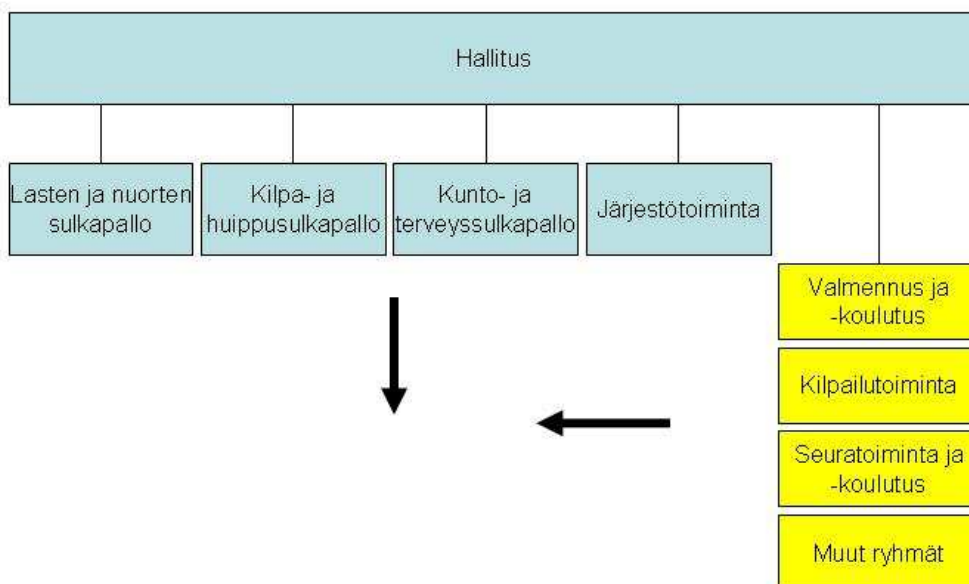 Hallitus
Lasten ja nuorten
sulkapallo
Kilpa- ja
huippusulkapallo
Kunto- ja
terveyssulkapallo
Järjestötoiminta
Valmennus ja
-koulutus
Kilpailutoiminta
Seuratoiminta ja
-koulutus
Muut ryhmät